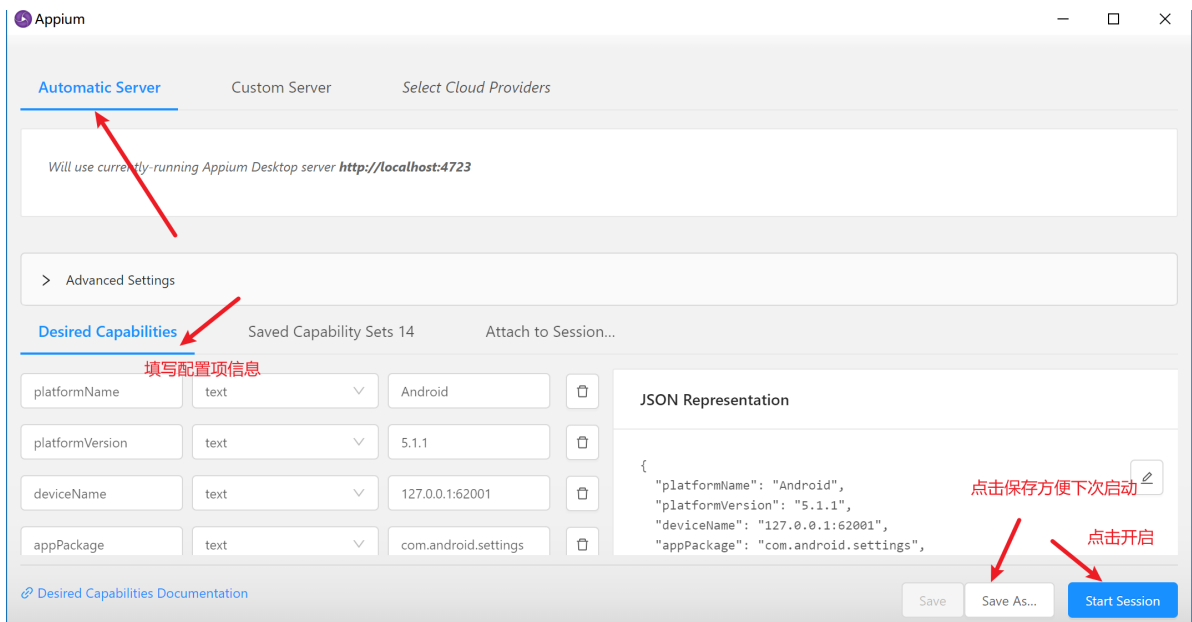 Appium
Automatic Server
Custom Server
Select Cloud Providers
Will use currently-running Appium Desktop server http://localhost:4723
Advanced Settings
Desired Capabilities
Saved Capability Sets 14
Attach to Session...
填写配置项信息
platformName
text
Android
platformVersion
text
5.1.1
deviceName
text
127.0.0.1:62001
appPackage
text
com.android.settings
JSON Representation
{
"platformName": "Android",
"platformVersion": "5.1.1",
"deviceName": "127.0.0.1:62001",
"appPackage": "com.android.settings",
点击保存方便下次启动
点击开启
Desired Capabilities Documentation
Save
Save As...
Start Session